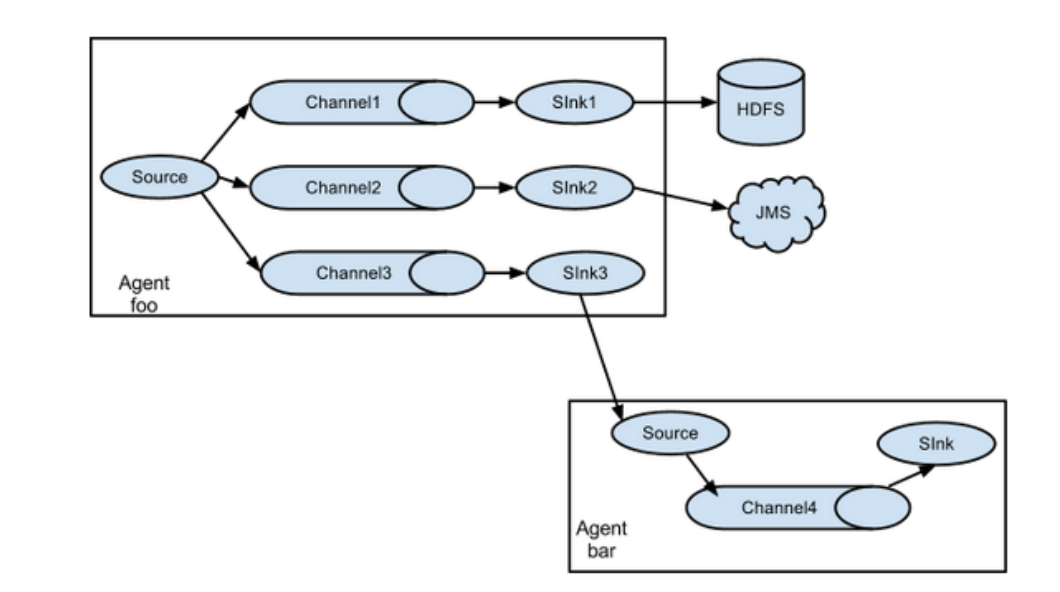 Channel1
SInk1
HDFS
Source
Channel2
SInk2
JMS
Channel3
SInk3
Agent
foo
Source
SInk
Channel4
Agent
bar